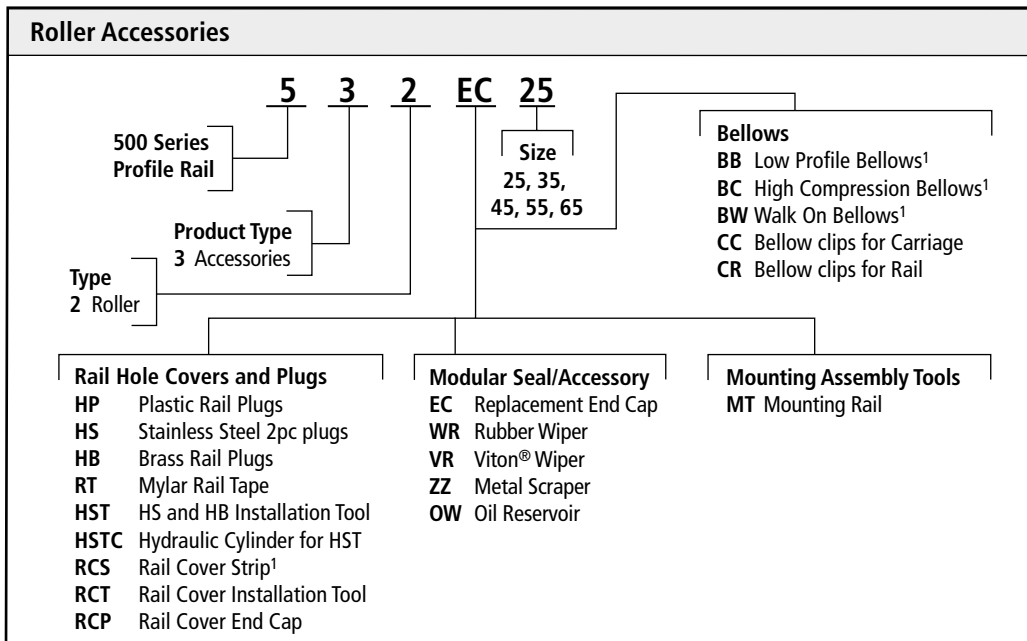 Roller Accessories
5 3 2 EC 25
500 Series
Profile Rail
Product Type
3 Accessories
Type
2 Roller
Size
25, 35,
45, 55, 65
Bellows
BB Low Profile Bellows1
BC High Compression Bellows1
BW Walk On Bellows1
CC Bellow clips for Carriage
CR Bellow clips for Rail
Rail Hole Covers and Plugs
HP Plastic Rail Plugs
HS Stainless Steel 2pc plugs
HB Brass Rail Plugs
RT Mylar Rail Tape
HST HS and HB Installation Tool
HSTC Hydraulic Cylinder for HST
RCS Rail Cover Strip1
RCT Rail Cover Installation Tool
RCP Rail Cover End Cap
Modular Seal/Accessory
EC Replacement End Cap
WR Rubber Wiper
VR Viton® Wiper
ZZ Metal Scraper
OW Oil Reservoir
Mounting Assembly Tools
MT Mounting Rail